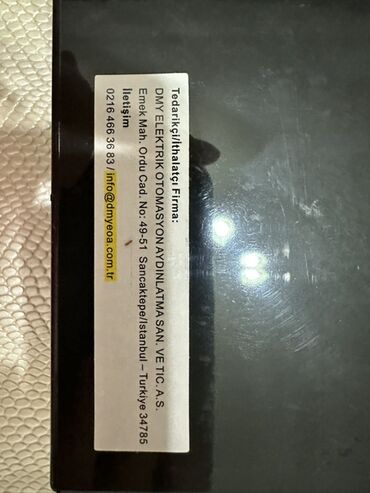 Tedarikçi/İthalatçı Firma:
DMY ELEKTRİK OTOMASYON AYDINLATMA SAN. VE TİC. A.S.
Emek Mah. Ordu Cad. No: 49-51 Sancaktepe/İstanbul – Turkiye 34785
İletişim
0216 466 36 83 / info@dmyeoa.com.tr